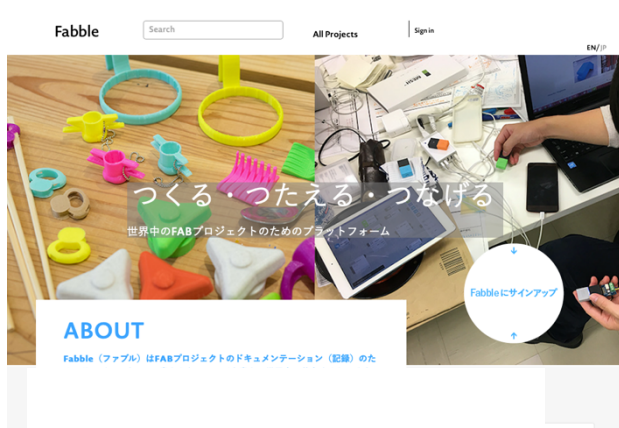 Fabble
Search
All Projects
Sign in
EN/JP
つくる・つたえる・つなげる
世界中のFABプロジェクトのためのプラットフォーム
Fabbleにサインアップ
ABOUT
Fabble（ファブル）はFABプロジェクトのドキュメンテーション（記録）のた